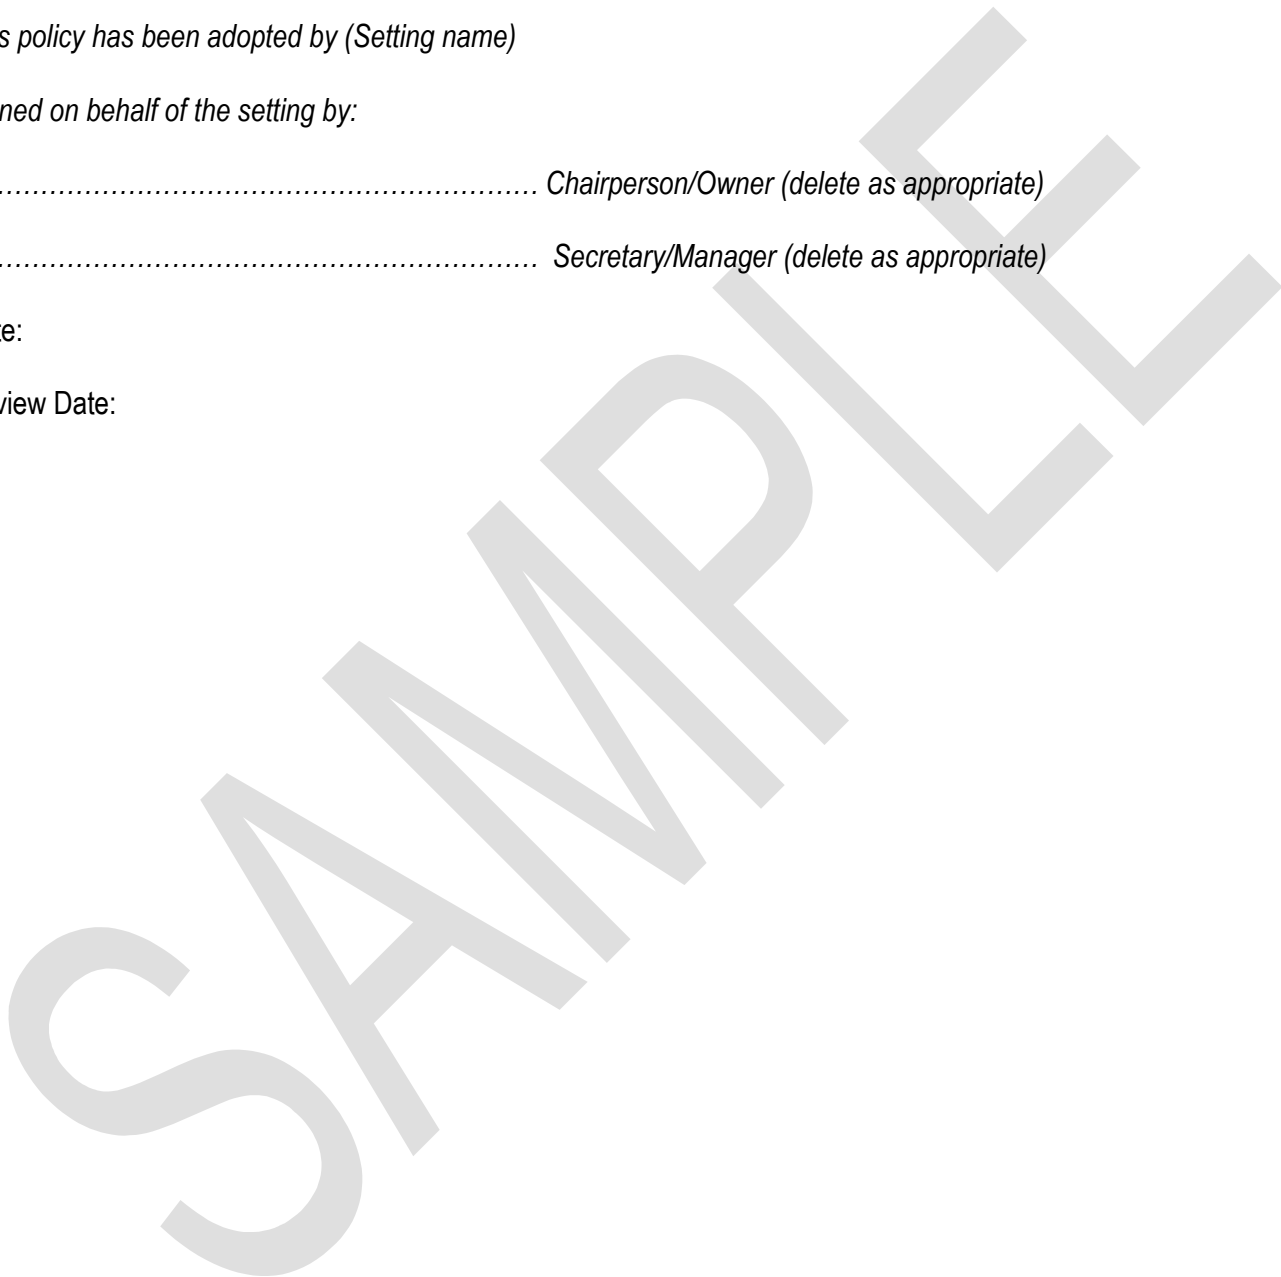 s policy has been adopted by (Setting name)
ned on behalf of the setting by:
…………………………………………………… Chairperson/Owner (delete as appropriate)
…………………………………………………… Secretary/Manager (delete as appropriate)
te:
view Date:
SAMPLE